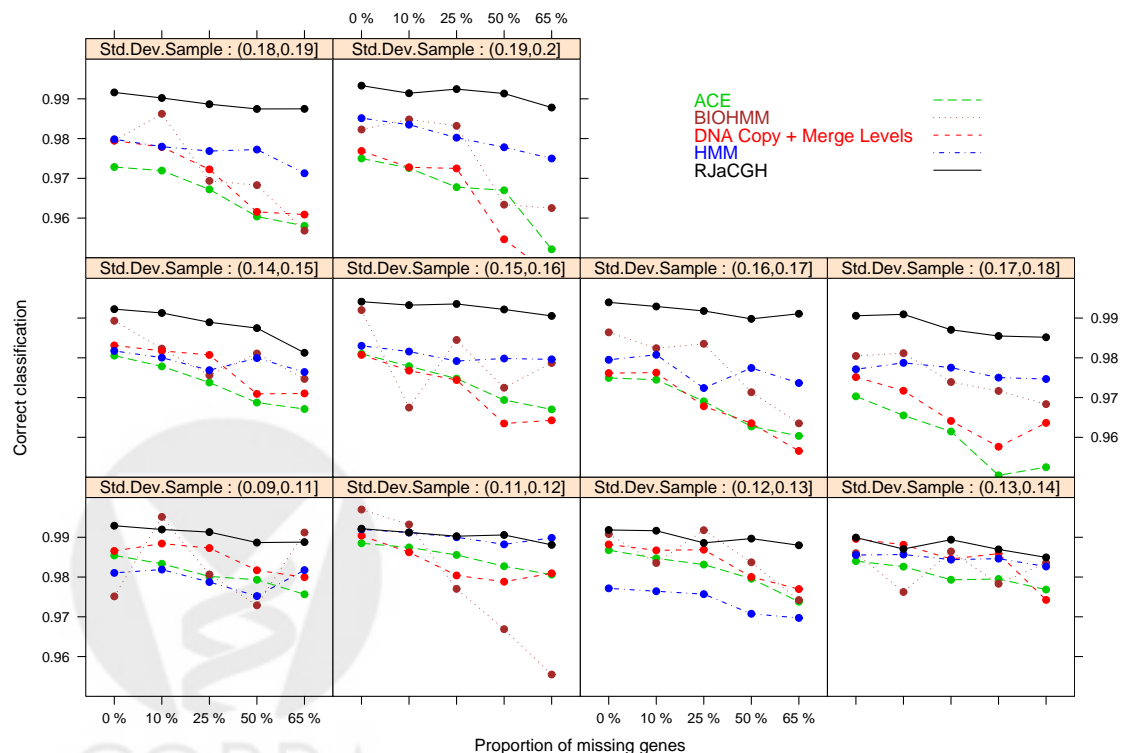 0 % 10 % 25 % 50 % 65 %
Std.Dev.Sample : (0.18,0.19] Std.Dev.Sample : (0.19,0.2]
0.99
0.98
0.97
0.96
ACE
BIOHMM
DNA Copy + Merge Levels
HMM
RJaCGH
Std.Dev.Sample : (0.14,0.15] Std.Dev.Sample : (0.15,0.16] Std.Dev.Sample : (0.16,0.17] Std.Dev.Sample : (0.17,0.18]
0.99
0.98
0.97
0.96
Correct classification
Std.Dev.Sample : (0.09,0.11] Std.Dev.Sample : (0.11,0.12] Std.Dev.Sample : (0.12,0.13] Std.Dev.Sample : (0.13,0.14]
0.99
0.98
0.97
0.96
0 % 10 % 25 % 50 % 65 % 0 % 10 % 25 % 50 % 65 %
Proportion of missing genes